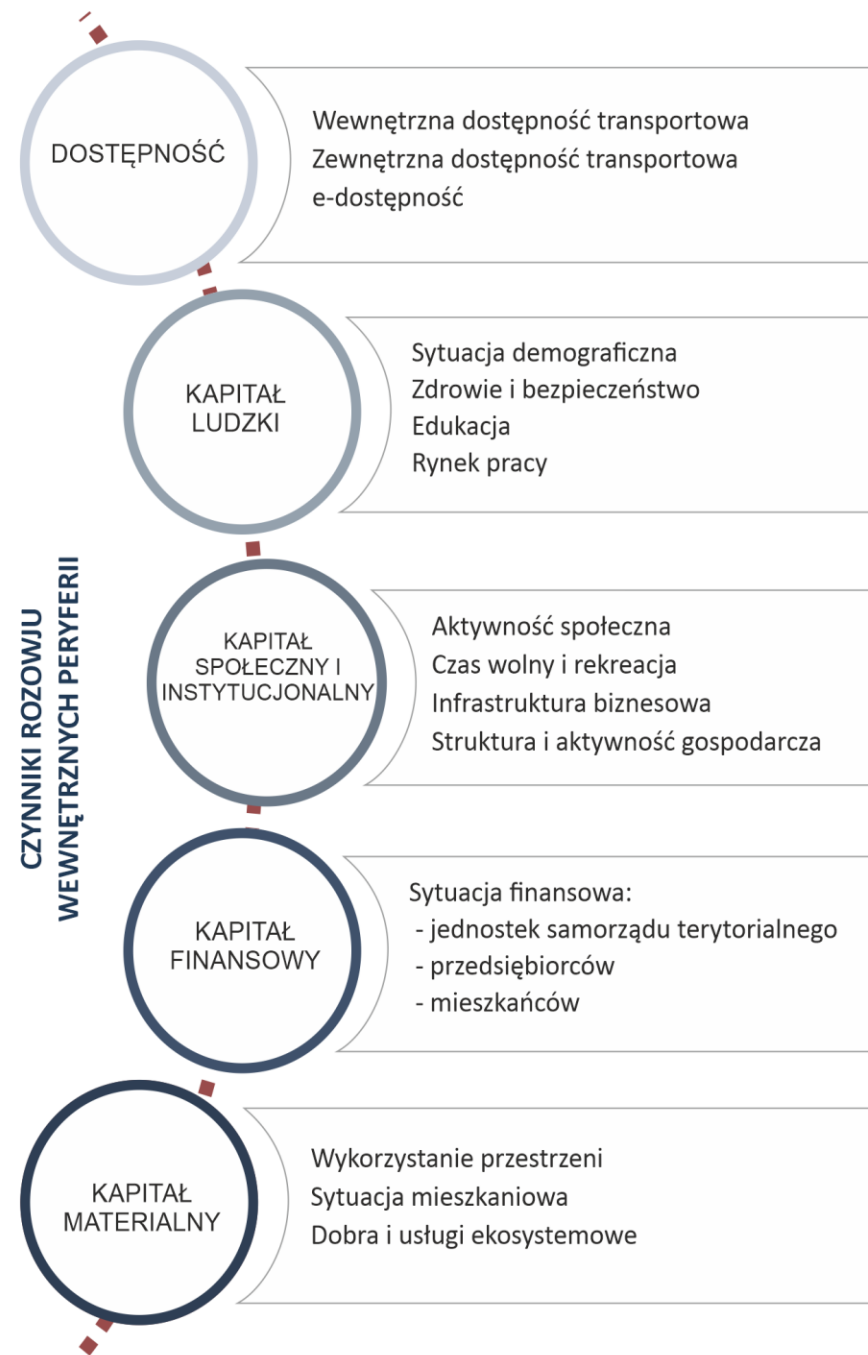 DOSTĘPNOŚĆ
Wewnętrzna dostępność transportowa
Zewnętrzna dostępność transportowa
e-dostępność
KAPITAŁ
LUDZKI
Sytuacja demograficzna
Zdrowie i bezpieczeństwo
Edukacja
Rynek pracy
CZYNNIKI ROZOWJU
WEWNĘTRZNYCH PERYFERII
KAPITAŁ
SPOŁECZNY I
INSTYTUCJONALNY
Aktywność społeczna
Czas wolny i rekreacja
Infrastruktura biznesowa
Struktura i aktywność gospodarcza
KAPITAŁ
FINANSOWY
Sytuacja finansowa:
- jednostek samorządu terytorialnego
- przedsiębiorców
- mieszkańców
KAPITAŁ
MATERIALNY
Wykorzystanie przestrzeni
Sytuacja mieszkaniowa
Dobra i usługi ekosystemowe